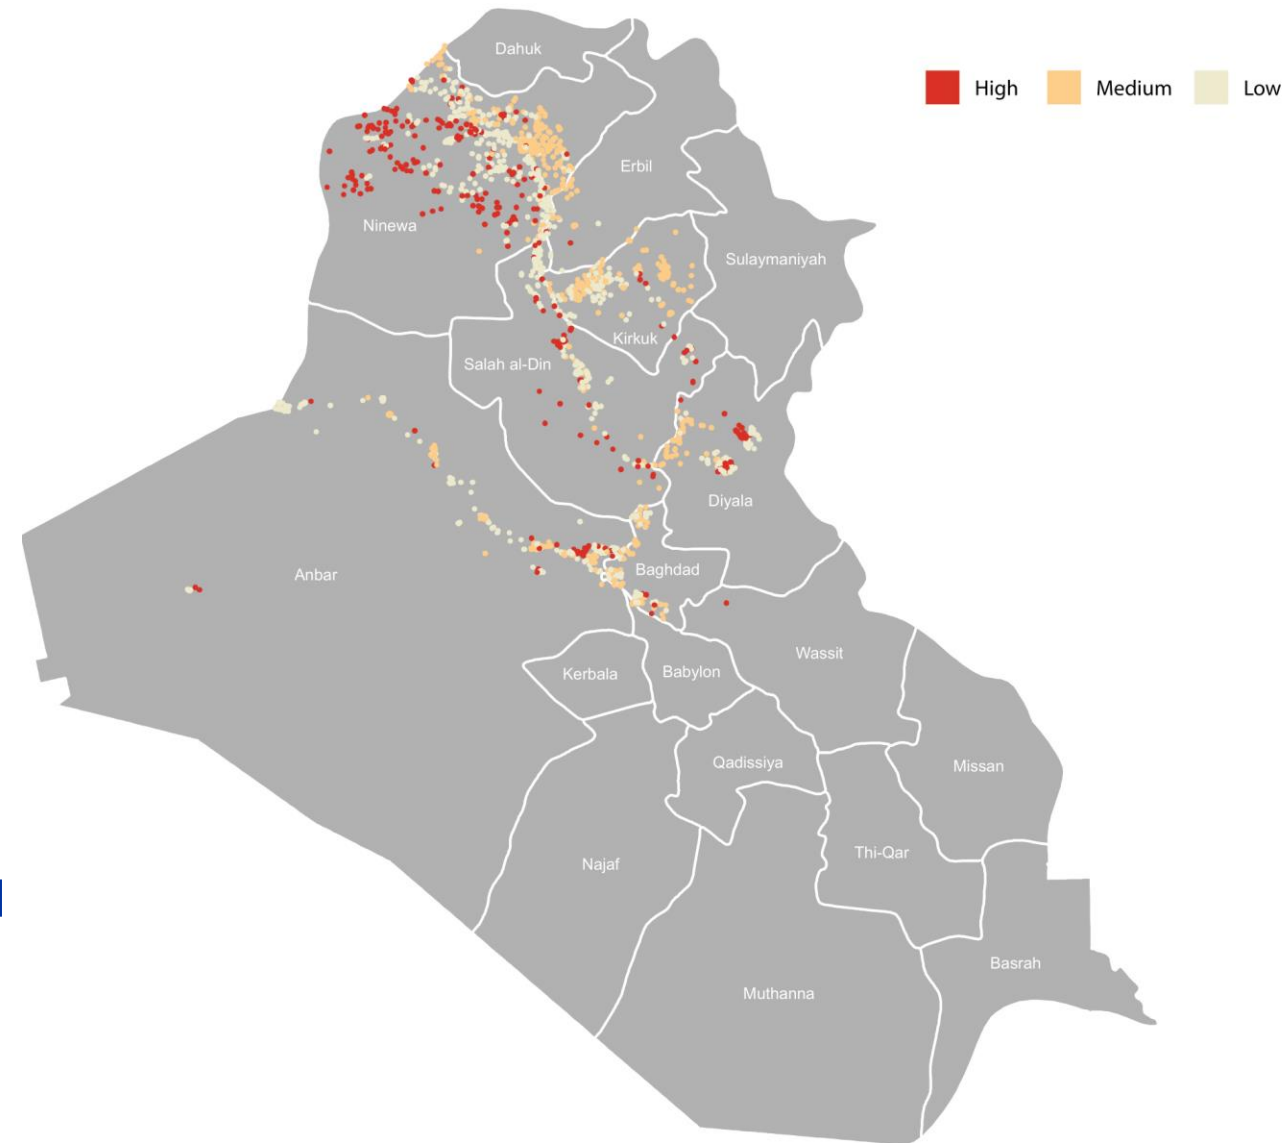 Dahuk
High
Medium
Low
Erbil
Ninewa
Sulaymaniyah
Kirkuk
Salah al-Din
Diyala
Anbar
Baghdad
Wassit
Kerbala
Babylon
Qadissiya
Missan
Thi-Qar
Najaf
Basrah
Muthanna